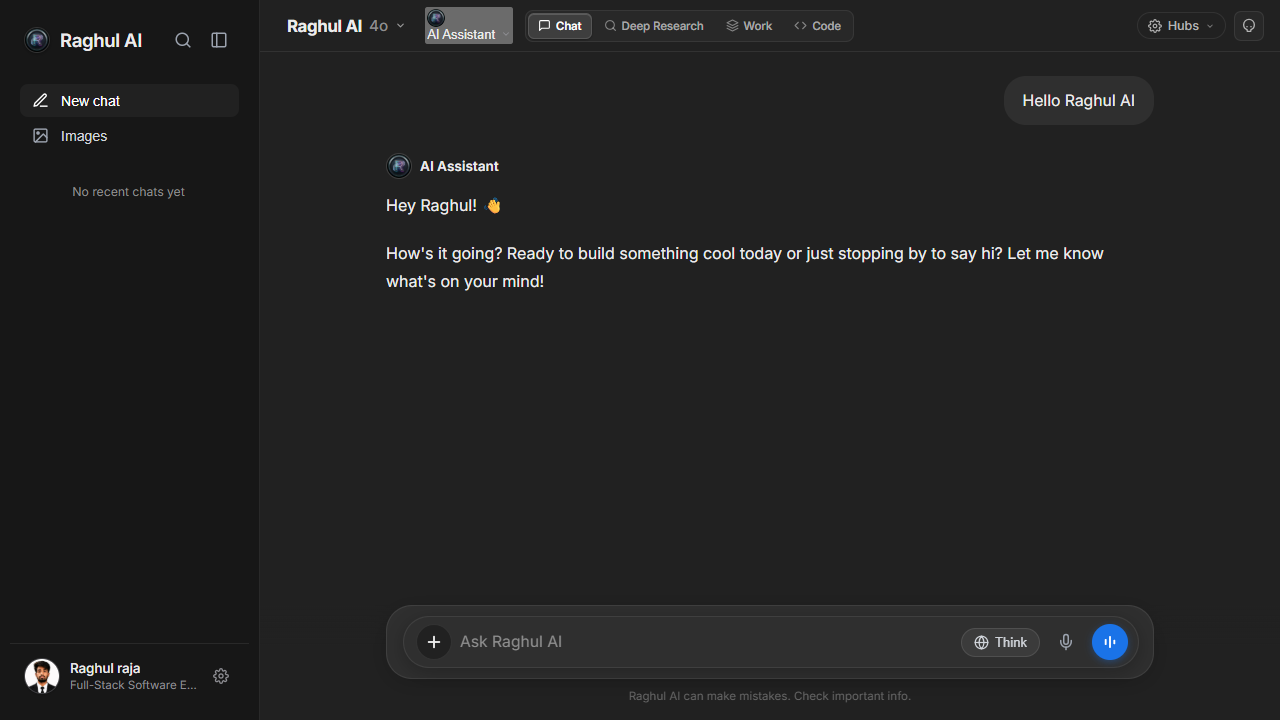 Raghul AI
New chat
Images
No recent chats yet
Raghul raja
Full-Stack Software E...
Raghul AI 4o
AI Assistant
Chat
Deep Research
Work
Code
Hubs
Hello Raghul AI
AI Assistant
Hey Raghul! 👋
How's it going? Ready to build something cool today or just stopping by to say hi? Let me know
what's on your mind!
Ask Raghul AI
Think
Raghul AI can make mistakes. Check important info.